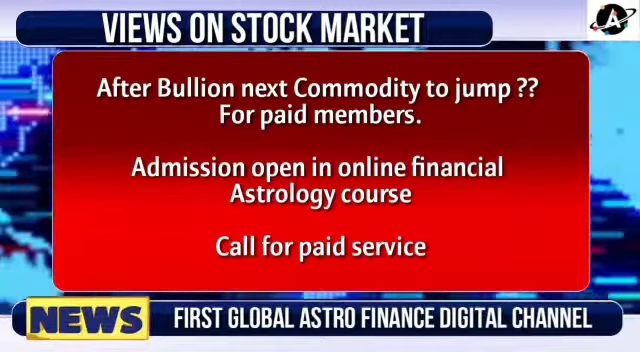 VIEWS ON STOCK MARKET
A
After Bullion next Commodity to jump ??
For paid members.
Admission open in online financial
Astrology course
Call for paid service
NEWS
FIRST GLOBAL ASTRO FINANCE DIGITAL CHANNEL